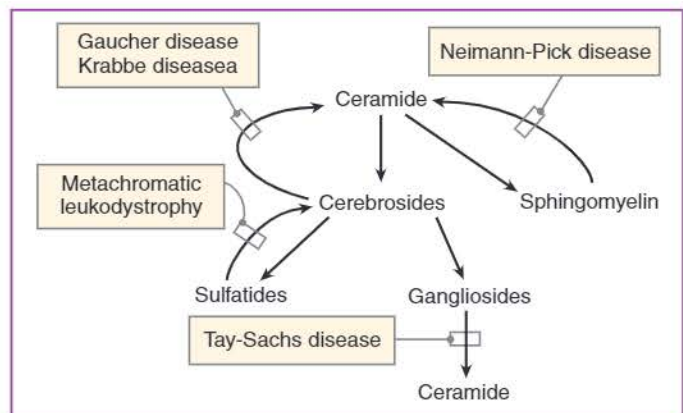 Gaucher disease
Krabbe diseasea
Neimann-Pick disease
Ceramide
Metachromatic
leukodystrophy
Cerebrosides
Sphingomyelin
Sulfatides
Gangliosides
Tay-Sachs disease
Ceramide